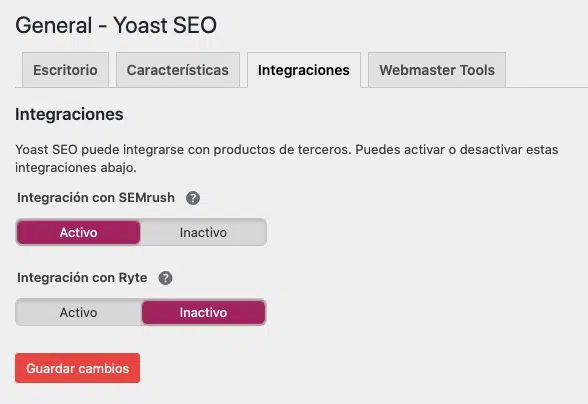 General - Yoast SEO
Escritorio Características Integraciones Webmaster Tools
Integraciones
Yoast SEO puede integrarse con productos de terceros. Puedes activar o desactivar estas
integraciones abajo.
Integración con SEMrush ?
Activo Inactivo
Integración con Ryte ?
Activo Inactivo
Guardar cambios